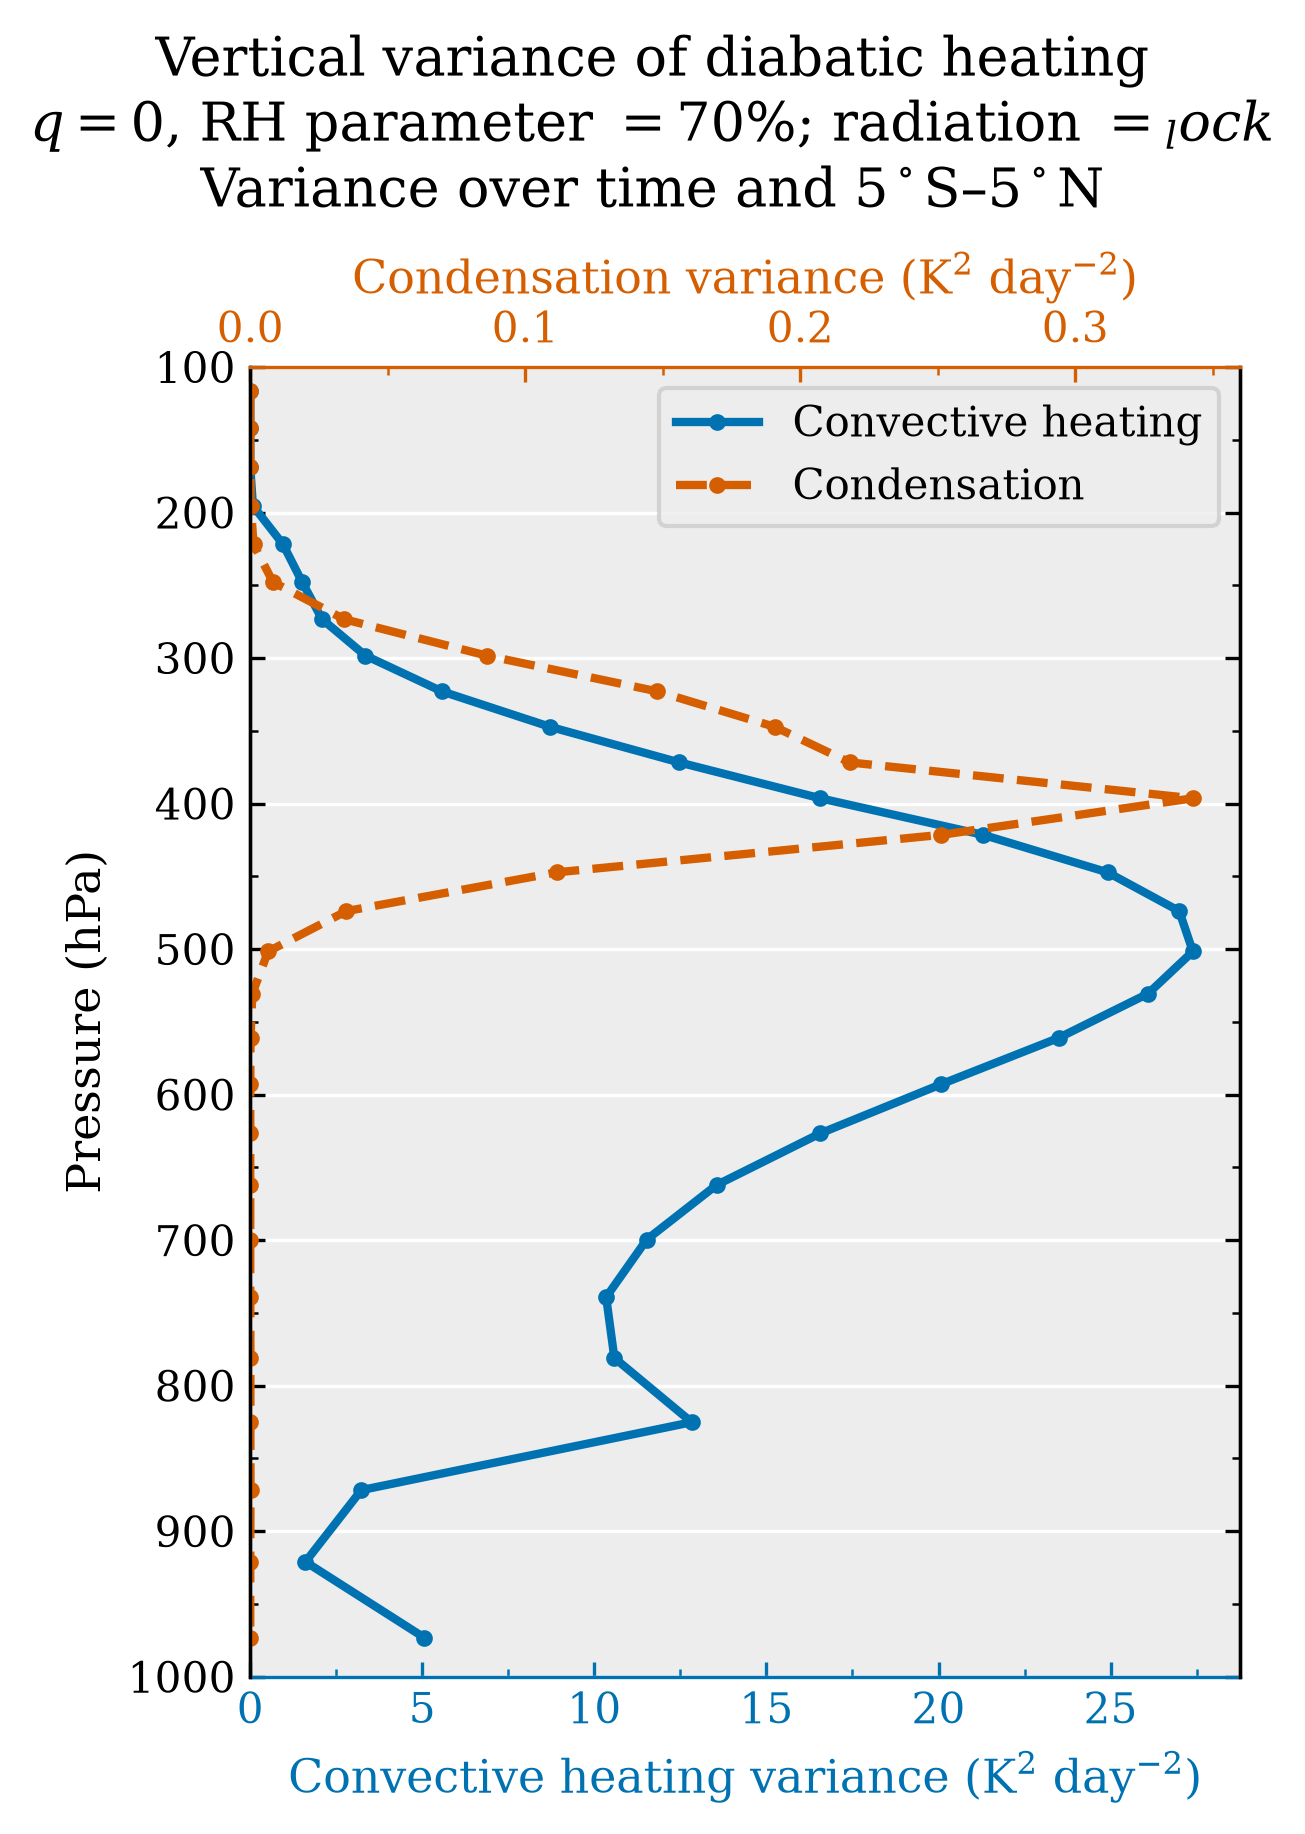 Vertical variance of diabatic heating
q = 0, RH parameter = 70%; radiation = ₗock
Variance over time and 5°S–5°N
Condensation variance (K² day⁻²)
0.0 0.1 0.2 0.3
Convective heating
Condensation
100
200
300
400
500
600
700
800
900
1000
Pressure (hPa)
0 5 10 15 20 25
Convective heating variance (K² day⁻²)